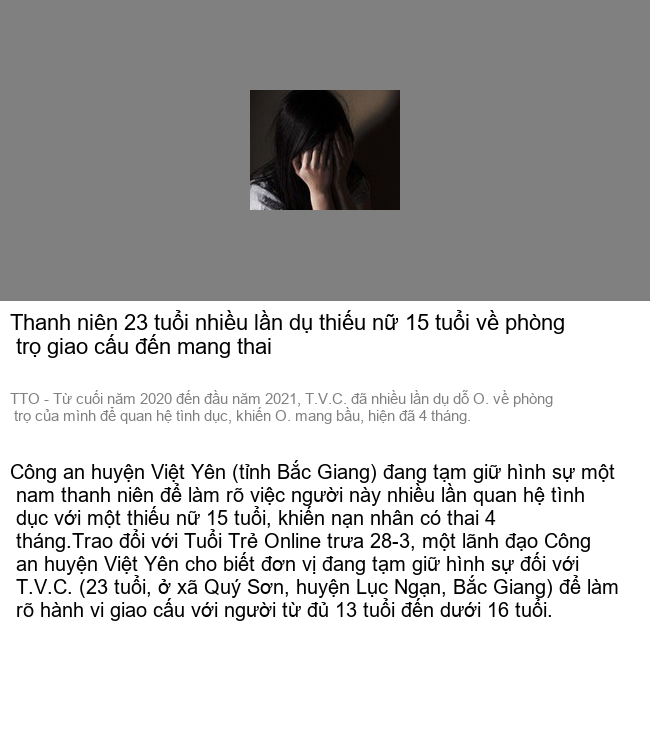 Thanh niên 23 tuổi nhiều lần dụ thiếu nữ 15 tuổi về phòng
trọ giao cấu đến mang thai
TTO - Từ cuối năm 2020 đến đầu năm 2021, T.V.C. đã nhiều lần dụ dỗ O. về phòng
trọ của mình để quan hệ tình dục, khiến O. mang bầu, hiện đã 4 tháng.
Công an huyện Việt Yên (tỉnh Bắc Giang) đang tạm giữ hình sự một
nam thanh niên để làm rõ việc người này nhiều lần quan hệ tình
dục với một thiếu nữ 15 tuổi, khiến nạn nhân có thai 4
tháng.Trao đổi với Tuổi Trẻ Online trưa 28-3, một lãnh đạo Công
an huyện Việt Yên cho biết đơn vị đang tạm giữ hình sự đối với
T.V.C. (23 tuổi, ở xã Quý Sơn, huyện Lục Ngạn, Bắc Giang) để làm
rõ hành vi giao cấu với người từ đủ 13 tuổi đến dưới 16 tuổi.